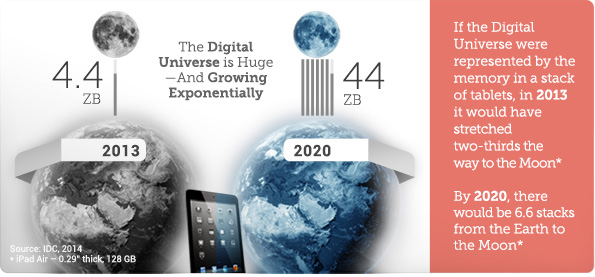 The Digital
Universe is Huge
—And Growing
Exponentially
4.4
ZB
44
ZB
2013
2020
Source: IDC, 2014
* iPad Air — 0.29" thick, 128 GB
If the Digital
Universe were
represented by the
memory in a stack
of tablets, in 2013
it would have
stretched
two-thirds the
way to the Moon*
By 2020, there
would be 6.6 stacks
from the Earth to
the Moon*